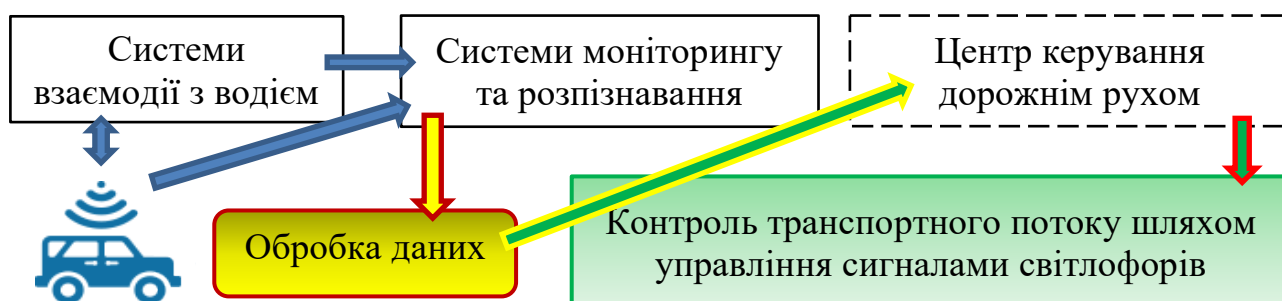 Системи
взаємодії з водієм
Системи моніторингу
та розпізнавання
Центр керування
дорожнім рухом
Обробка даних
Контроль транспортного потоку шляхом
управління сигналами світлофорів